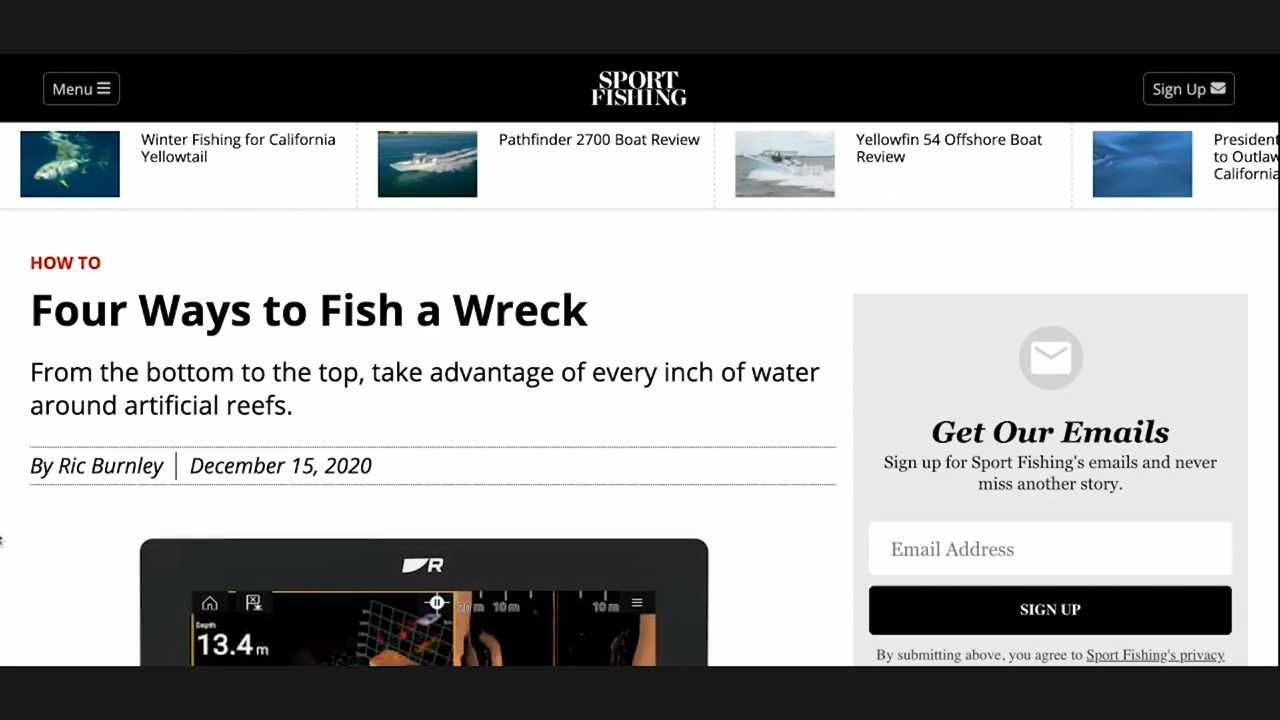 Menu
SPORT
FISHING
Sign Up
Winter Fishing for California
Yellowtail
Pathfinder 2700 Boat Review
Yellowfin 54 Offshore Boat
Review
President
to Outlaw
California
HOW TO
Four Ways to Fish a Wreck
From the bottom to the top, take advantage of every inch of water
around artificial reefs.
By Ric Burnley
December 15, 2020
R
Depth
13.4 m
20 m
10 m
10 m
Get Our Emails
Sign up for Sport Fishing's emails and never
miss another story.
Email Address
SIGN UP
By submitting above, you agree to Sport Fishing's privacy